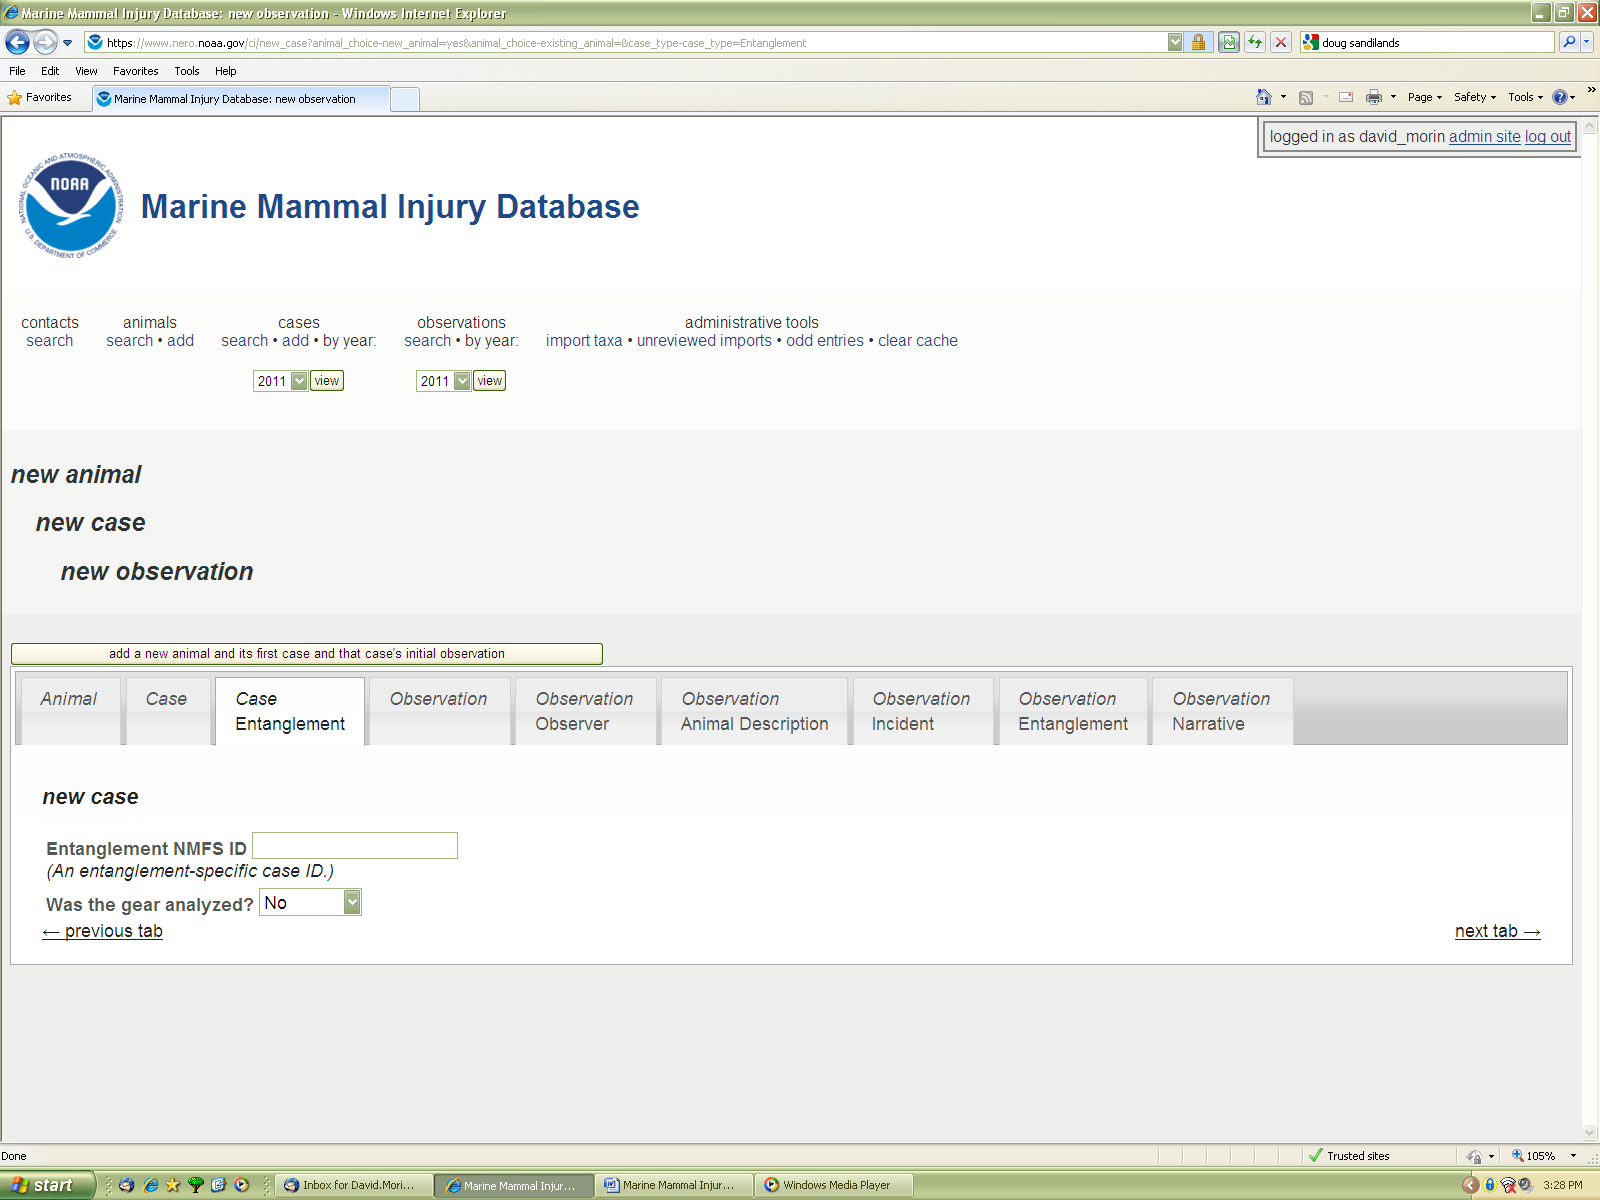 Marine Mammal Injury Database: new observation - Windows Internet Explorer
https://www.nero.noaa.gov/ci/new_case?animal_choice-new_animal=yes&animal_choice-existing_animal=&case_type-case_type=Entanglement
doug sandilands
File Edit View Favorites Tools Help
Favorites Marine Mammal Injury Database: new observation Page Safety Tools
logged in as david_morin admin site log out
NATIONAL OCEANIC AND ATMOSPHERIC ADMINISTRATION
NOAA
U.S. DEPARTMENT OF COMMERCE
Marine Mammal Injury Database
contacts animals cases observations administrative tools
search search • add search • add • by year: search • by year: import taxa • unreviewed imports • odd entries • clear cache
2011 view 2011 view
new animal
new case
new observation
add a new animal and its first case and that case's initial observation
Animal Case Case Observation Observation Observation Observation Observation Observation
Entanglement Observer Animal Description Incident Entanglement Narrative
new case
Entanglement NMFS ID
(An entanglement-specific case ID.)
Was the gear analyzed? No
← previous tab next tab →
Done Trusted sites 105%
start Inbox for David.Mori... Marine Mammal Injur... Marine Mammal Injur... Windows Media Player 3:28 PM